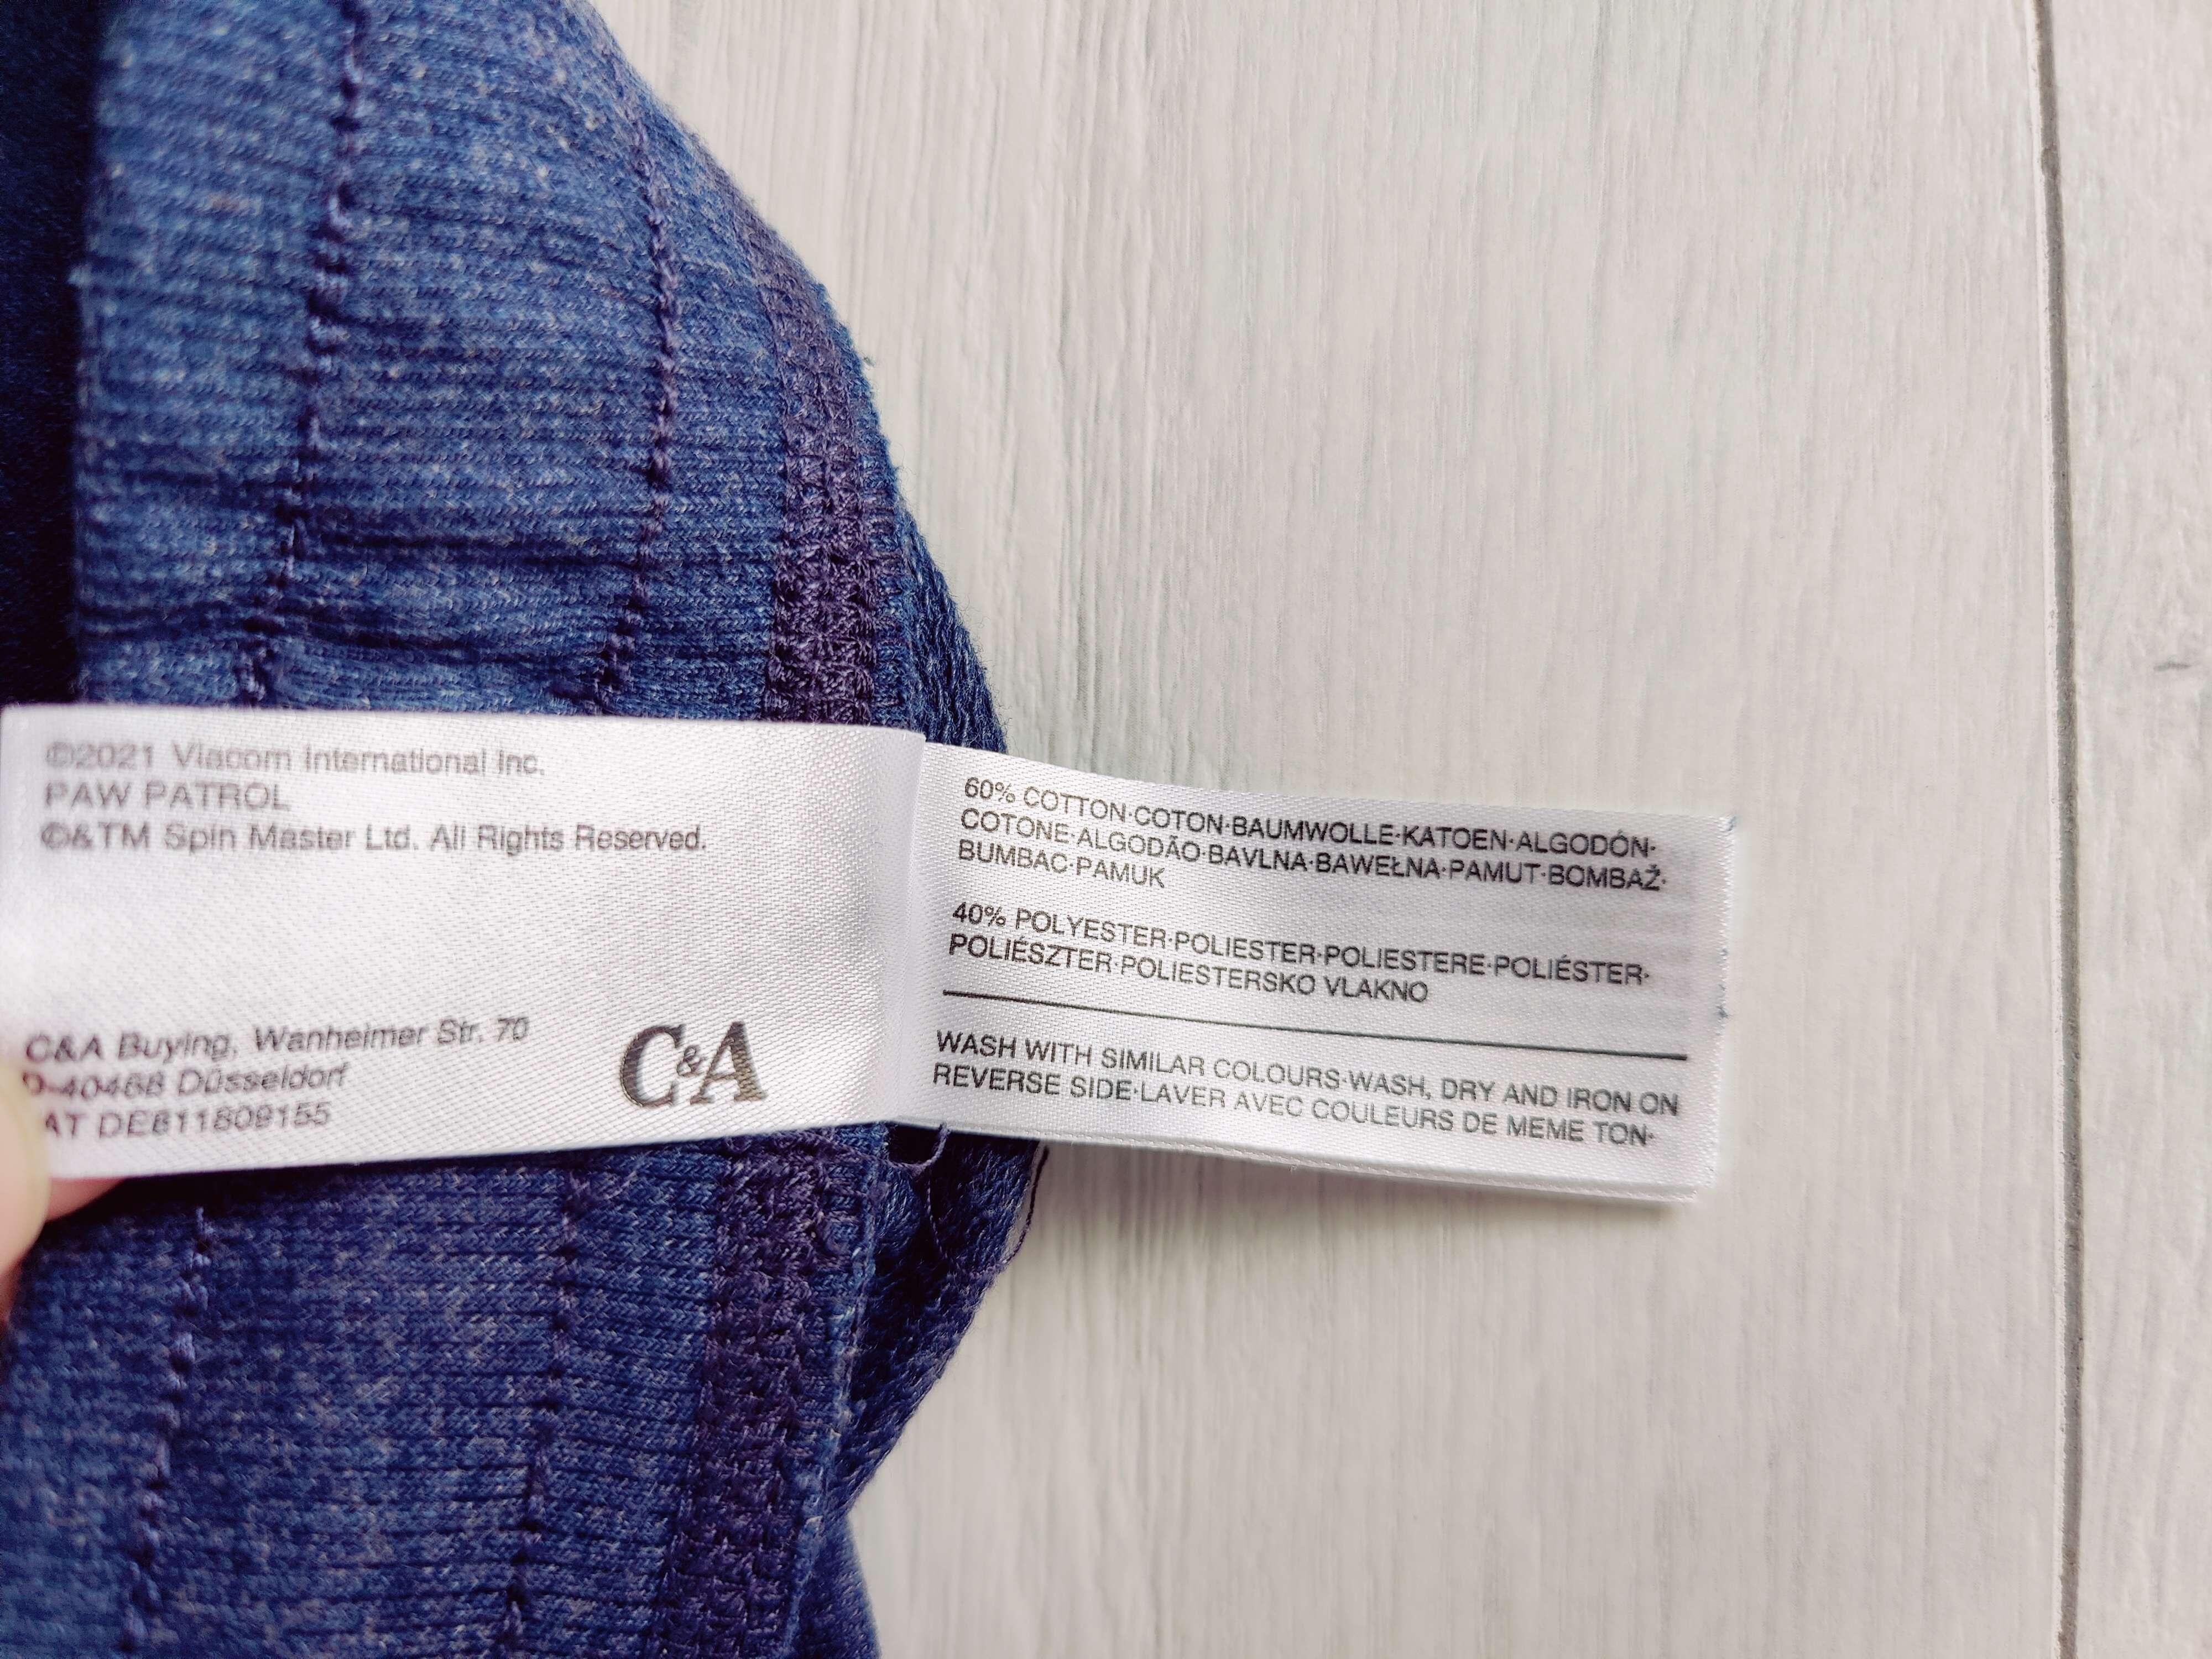 ©2021 Viacom International Inc.
PAW PATROL
©&TM Spin Master Ltd. All Rights Reserved.
C&A Buying, Wanheimer Str. 70
D-40468 Düsseldorf
AT DE811809155
C&A
60% COTTON·COTON·BAUMWOLLE·KATOEN·ALGODÓN·
COTONE·ALGODÃO·BAVLNA·BAWEŁNA·PAMUT·BOMBAŽ·
BUMBAC·PAMUK
40% POLYESTER·POLIESTER·POLIESTERE·POLIÉSTER·
POLIÉSZTER·POLIESTERSKO VLAKNO
WASH WITH SIMILAR COLOURS·WASH, DRY AND IRON ON
REVERSE SIDE·LAVER AVEC COULEURS DE MEME TON·